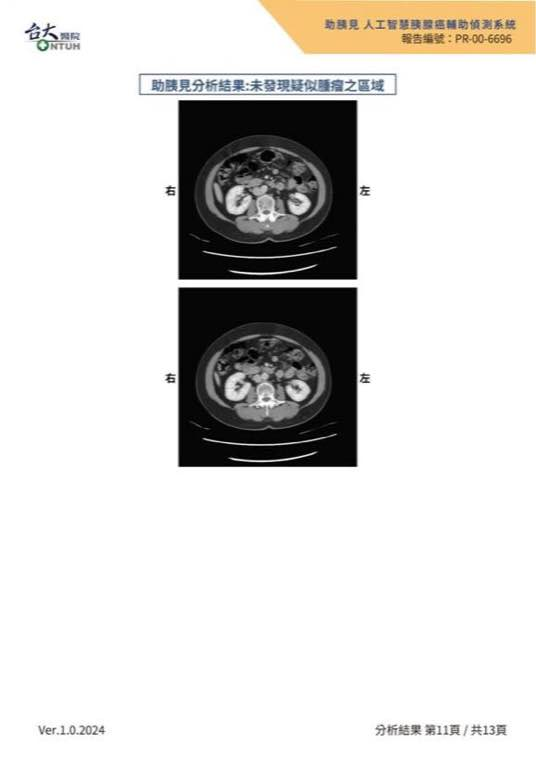 台大醫院
NTUH
助胰見 人工智慧胰腺癌輔助偵測系統
報告編號：PR-00-6696
助胰見分析結果:未發現疑似腫瘤之區域
右 左
右 左
Ver.1.0.2024 分析結果 第11頁 / 共13頁